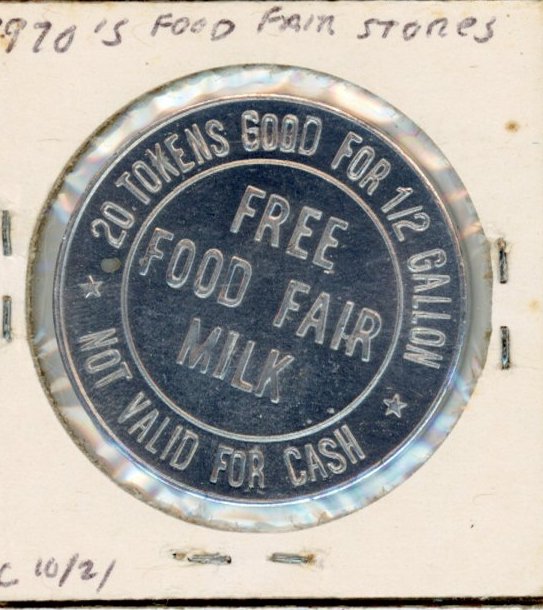 1970'S FOOD FAIR STORES
20 TOKENS GOOD FOR 1/2 GALLON
FREE
FOOD FAIR
MILK
NOT VALID FOR CASH
C 10/21